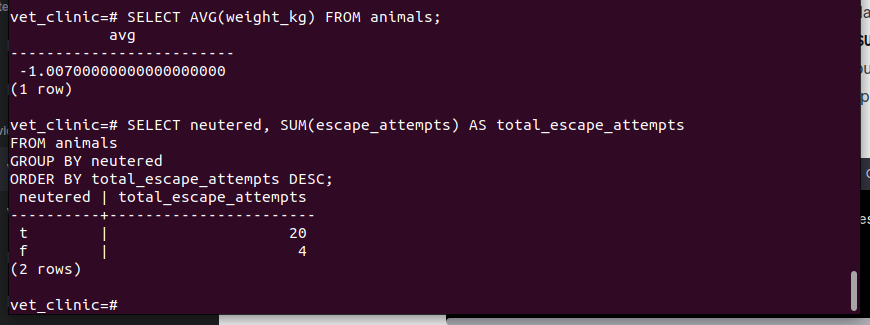 vet_clinic=# SELECT AVG(weight_kg) FROM animals;
avg
-------------------------
-1.00700000000000000000
(1 row)
vet_clinic=# SELECT neutered, SUM(escape_attempts) AS total_escape_attempts
FROM animals
GROUP BY neutered
ORDER BY total_escape_attempts DESC;
neutered | total_escape_attempts
----------+-----------------------
t | 20
f | 4
(2 rows)
vet_clinic=#